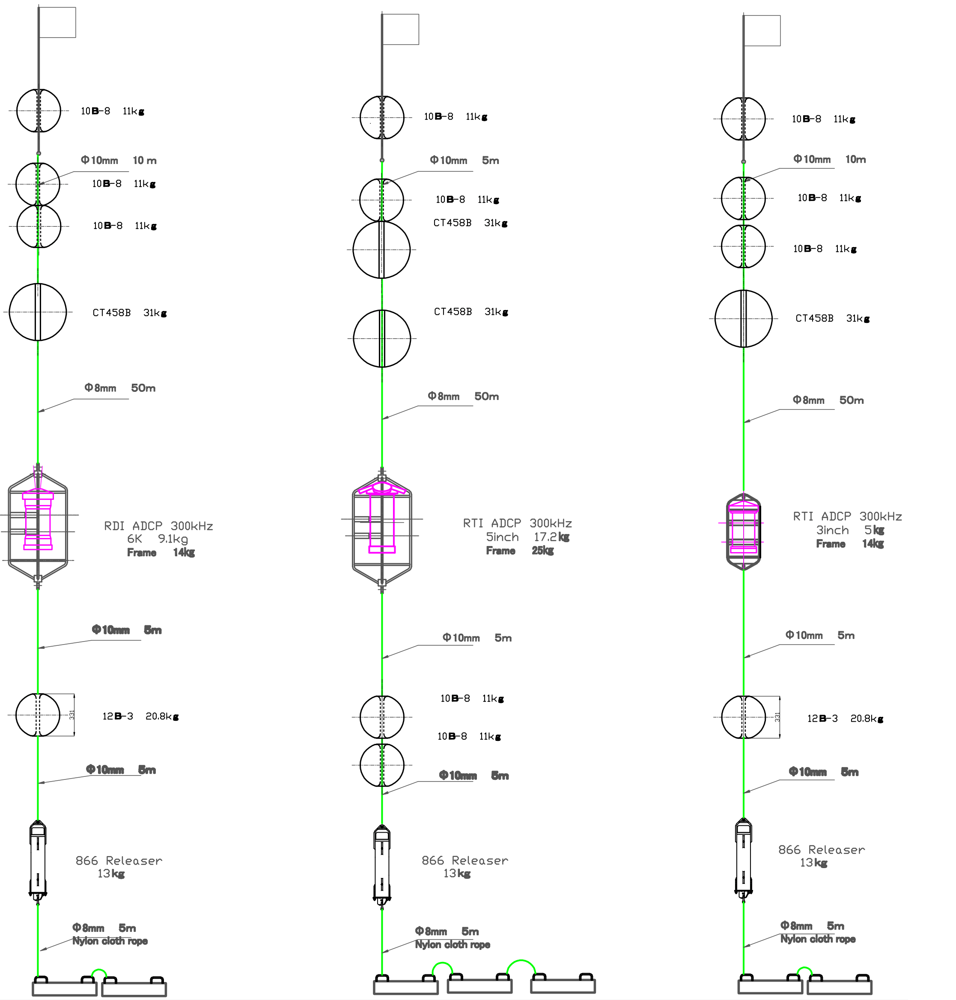 10B-8 11kg
Φ10mm 10 m
10B-8 11kg
10B-8 11kg
CT458B 31kg
Φ8mm 50m
RDI ADCP 300kHz
6K 9.1kg
Frame 14kg
Φ10mm 5m
331
12B-3 20.8kg
Φ10mm 5m
866 Releaser
13kg
Φ8mm 5m
Nylon cloth rope
10B-8 11kg
Φ10mm 5m
10B-8 11kg
CT458B 31kg
CT458B 31kg
Φ8mm 50m
RTI ADCP 300kHz
5inch 17.2kg
Frame 25kg
Φ10mm 5m
10B-8 11kg
10B-8 11kg
Φ10mm 5m
866 Releaser
13kg
Φ8mm 5m
Nylon cloth rope
10B-8 11kg
Φ10mm 10m
10B-8 11kg
10B-8 11kg
CT458B 31kg
Φ8mm 50m
RTI ADCP 300kHz
3inch 5kg
Frame 14kg
Φ10mm 5m
331
12B-3 20.8kg
Φ10mm 5m
866 Releaser
13kg
Φ8mm 5m
Nylon cloth rope